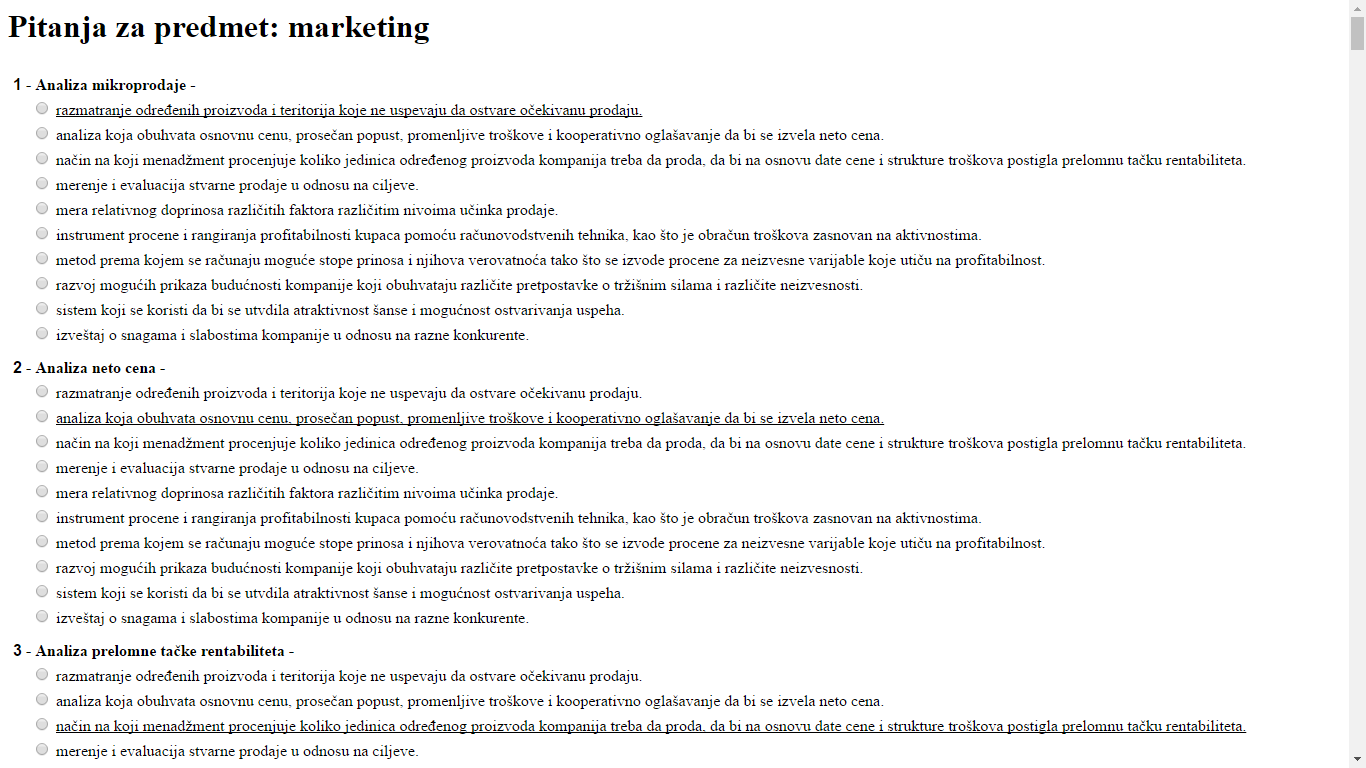 Pitanja za predmet: marketing
1 - Analiza mikroprodaje -
razmatranje određenih proizvoda i teritorija koje ne uspevaju da ostvare očekivanu prodaju.
analiza koja obuhvata osnovnu cenu, prosečan popust, promenljive troškove i kooperativno oglašavanje da bi se izvela neto cena.
način na koji menadžment procenjuje koliko jedinica određenog proizvoda kompanija treba da proda, da bi na osnovu date cene i strukture troškova postigla prelomnu tačku rentabiliteta.
merenje i evaluacija stvarne prodaje u odnosu na ciljeve.
mera relativnog doprinosa različitih faktora različitim nivoima učinka prodaje.
instrument procene i rangiranja profitabilnosti kupaca pomoću računovodstvenih tehnika, kao što je obračun troškova zasnovan na aktivnostima.
metod prema kojem se računaju moguće stope prinosa i njihova verovatnoća tako što se izvode procene za neizvesne varijable koje utiču na profitabilnost.
razvoj mogućih prikaza budućnosti kompanije koji obuhvataju različite pretpostavke o tržišnim silama i različite neizvesnosti.
sistem koji se koristi da bi se utvdila atraktivnost šanse i mogućnost ostvarivanja uspeha.
izveštaj o snagama i slabostima kompanije u odnosu na razne konkurente.
2 - Analiza neto cena -
razmatranje određenih proizvoda i teritorija koje ne uspevaju da ostvare očekivanu prodaju.
analiza koja obuhvata osnovnu cenu, prosečan popust, promenljive troškove i kooperativno oglašavanje da bi se izvela neto cena.
način na koji menadžment procenjuje koliko jedinica određenog proizvoda kompanija treba da proda, da bi na osnovu date cene i strukture troškova postigla prelomnu tačku rentabiliteta.
merenje i evaluacija stvarne prodaje u odnosu na ciljeve.
mera relativnog doprinosa različitih faktora različitim nivoima učinka prodaje.
instrument procene i rangiranja profitabilnosti kupaca pomoću računovodstvenih tehnika, kao što je obračun troškova zasnovan na aktivnostima.
metod prema kojem se računaju moguće stope prinosa i njihova verovatnoća tako što se izvode procene za neizvesne varijable koje utiču na profitabilnost.
razvoj mogućih prikaza budućnosti kompanije koji obuhvataju različite pretpostavke o tržišnim silama i različite neizvesnosti.
sistem koji se koristi da bi se utvdila atraktivnost šanse i mogućnost ostvarivanja uspeha.
izveštaj o snagama i slabostima kompanije u odnosu na razne konkurente.
3 - Analiza prelomne tačke rentabiliteta -
razmatranje određenih proizvoda i teritorija koje ne uspevaju da ostvare očekivanu prodaju.
analiza koja obuhvata osnovnu cenu, prosečan popust, promenljive troškove i kooperativno oglašavanje da bi se izvela neto cena.
način na koji menadžment procenjuje koliko jedinica određenog proizvoda kompanija treba da proda, da bi na osnovu date cene i strukture troškova postigla prelomnu tačku rentabiliteta.
merenje i evaluacija stvarne prodaje u odnosu na ciljeve.